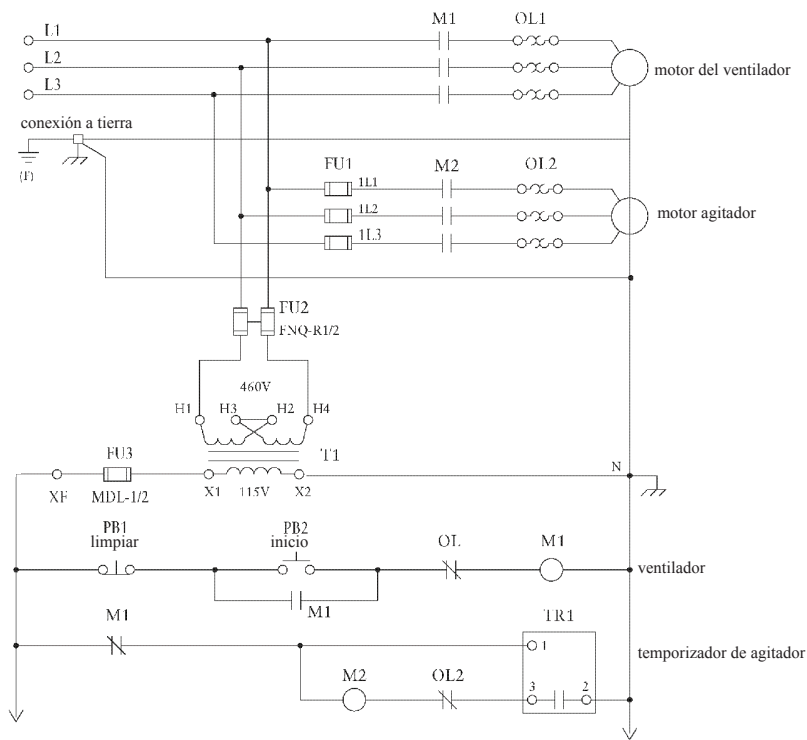 M1 OL1
L1
L2
L3
motor del ventilador
conexión a tierra
(T)
FU1 M2 OL2
1L1
1L2
1L3
motor agitador
FU2
FNQ-R1/2
460V
H1 H3 H2 H4
T1
FU3
XF MDL-1/2 X1 115V X2
N
PB1
limpiar
PB2
inicio
OL M1
ventilador
M1
M1
TR1
1
temporizador de agitador
M2 OL2 3 2